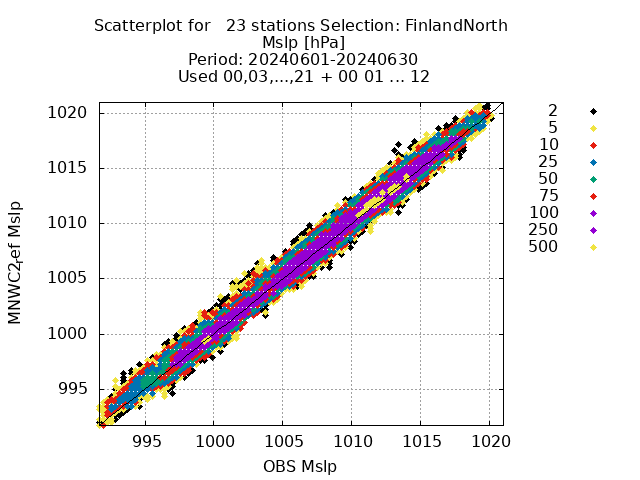 Scatterplot for   23 stations Selection: FinlandNorth
Mslp [hPa]
Period: 20240601-20240630
Used 00,03,...,21 + 00 01 ... 12
1020
1015
1010
1005
1000
995
MNWC2ref Mslp
995 1000 1005 1010 1015 1020
OBS Mslp
2
5
10
25
50
75
100
250
500